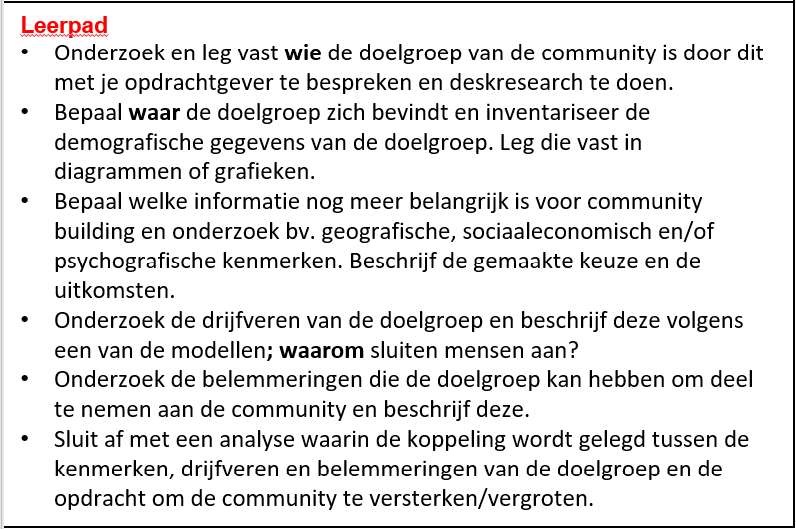 Leerpad
• Onderzoek en leg vast wie de doelgroep van de community is door dit
met je opdrachtgever te bespreken en deskresearch te doen.
• Bepaal waar de doelgroep zich bevindt en inventariseer de
demografische gegevens van de doelgroep. Leg die vast in
diagrammen of grafieken.
• Bepaal welke informatie nog meer belangrijk is voor community
building en onderzoek bv. geografische, sociaaleconomisch en/of
psychografische kenmerken. Beschrijf de gemaakte keuze en de
uitkomsten.
• Onderzoek de drijfveren van de doelgroep en beschrijf deze volgens
een van de modellen; waarom sluiten mensen aan?
• Onderzoek de belemmeringen die de doelgroep kan hebben om deel
te nemen aan de community en beschrijf deze.
• Sluit af met een analyse waarin de koppeling wordt gelegd tussen de
kenmerken, drijfveren en belemmeringen van de doelgroep en de
opdracht om de community te versterken/vergroten.